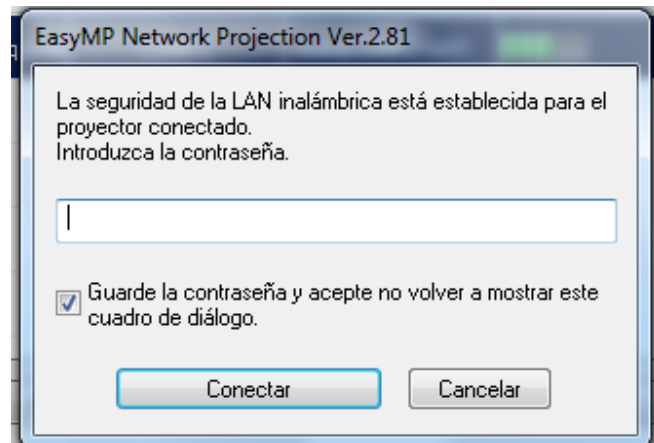 EasyMP Network Projection Ver.2.81
La seguridad de la LAN inalámbrica está establecida para el
proyector conectado.
Introduzca la contraseña.
Guarde la contraseña y acepte no volver a mostrar este
cuadro de diálogo.
Conectar
Cancelar